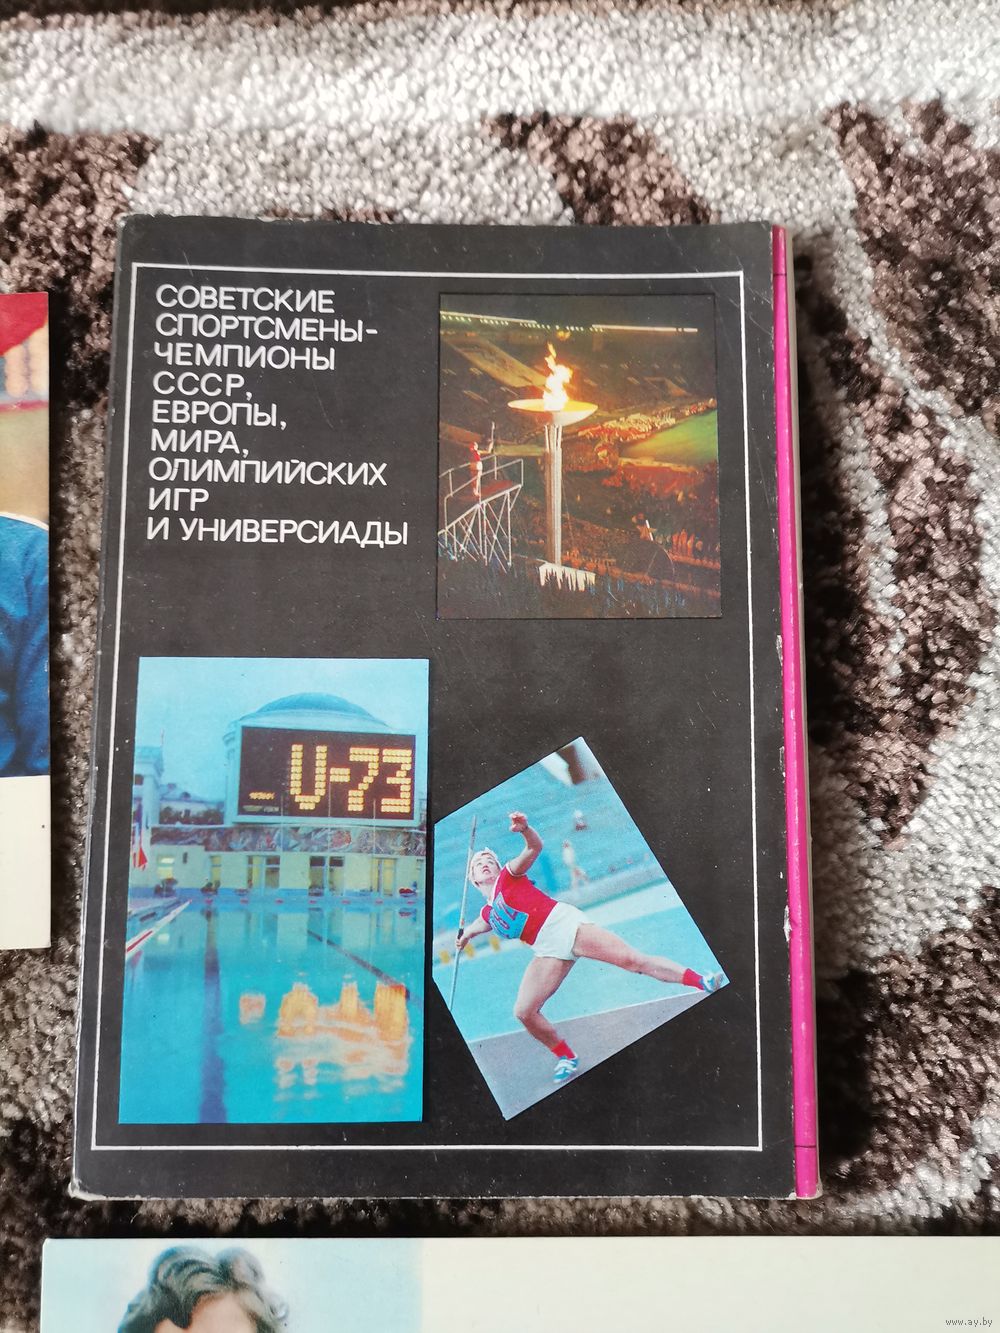 СОВЕТСКИЕ
СПОРТСМЕНЫ-
ЧЕМПИОНЫ
СССР,
ЕВРОПЫ,
МИРА,
ОЛИМПИЙСКИХ
ИГР
И УНИВЕРСИАДЫ
U-73
www.ay.by